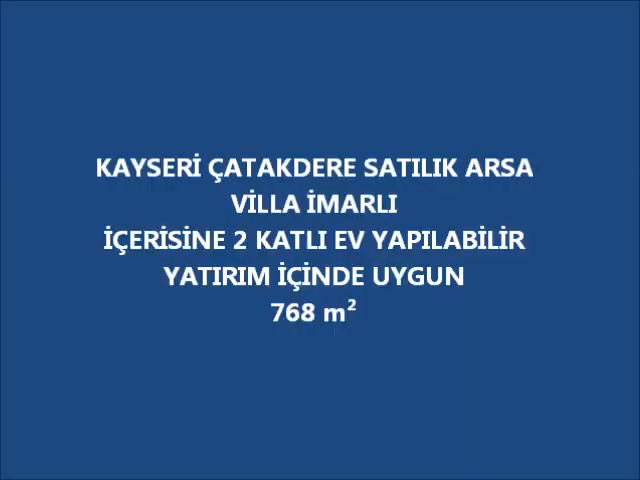 KAYSERİ ÇATAKDERE SATILIK ARSA
VİLLA İMARLI
İÇERİSİNE 2 KATLI EV YAPILABİLİR
YATIRIM İÇİNDE UYGUN
768 m²